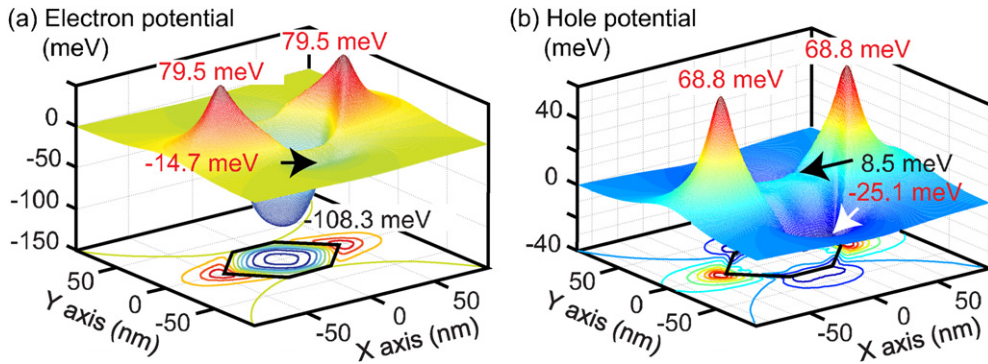 (a) Electron potential
(meV)
79.5 meV
79.5 meV
0
-50
-100
-150
-14.7 meV
-108.3 meV
50
0
-50
Y axis (nm)
-50
0
50
X axis (nm)
(b) Hole potential
(meV)
68.8 meV
68.8 meV
40
0
-40
8.5 meV
-25.1 meV
50
0
-50
Y axis (nm)
-50
0
50
X axis (nm)